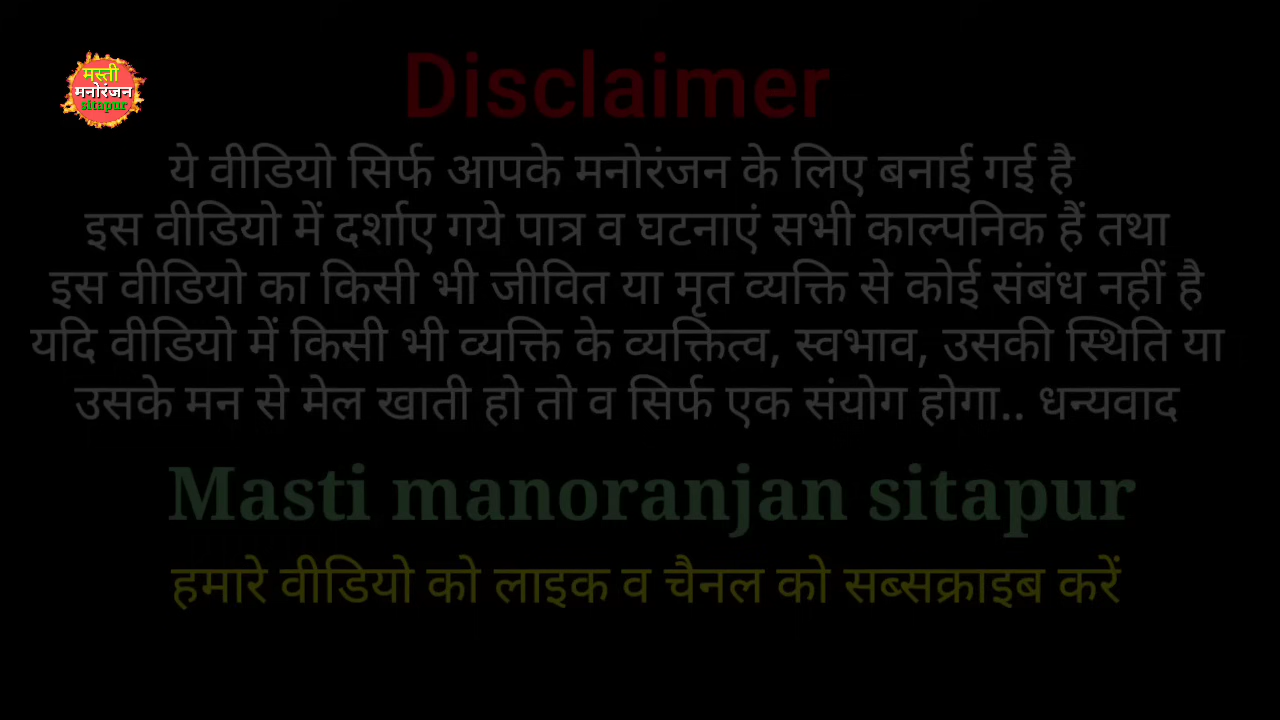 मस्ती
मनोरंजन
sitapur
Disclaimer
ये वीडियो सिर्फ आपके मनोरंजन के लिए बनाई गई है
इस वीडियो में दर्शाए गये पात्र व घटनाएं सभी काल्पनिक हैं तथा
इस वीडियो का किसी भी जीवित या मृत व्यक्ति से कोई संबंध नहीं है
यदि वीडियो में किसी भी व्यक्ति के व्यक्तित्व, स्वभाव, उसकी स्थिति या
उसके मन से मेल खाती हो तो व सिर्फ एक संयोग होगा.. धन्यवाद
Masti manoranjan sitapur
हमारे वीडियो को लाइक व चैनल को सब्सक्राइब करें